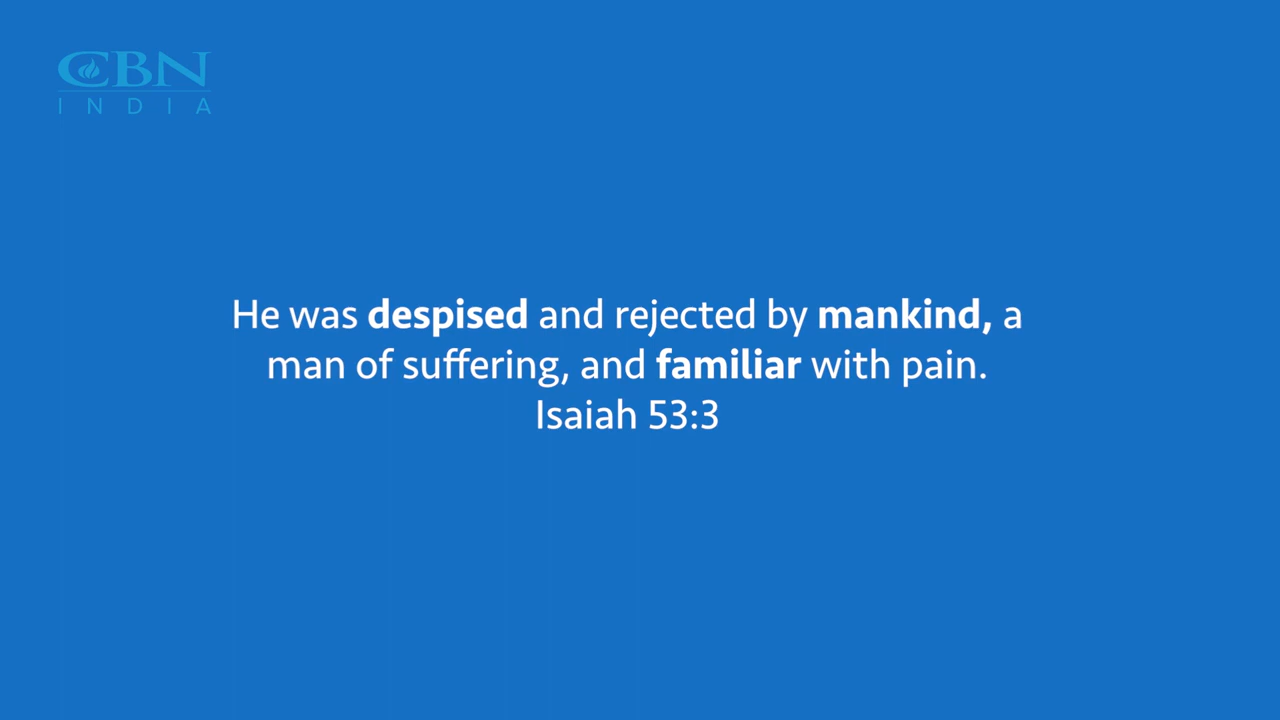 CBN
INDIA
He was despised and rejected by mankind, a
man of suffering, and familiar with pain.
Isaiah 53:3